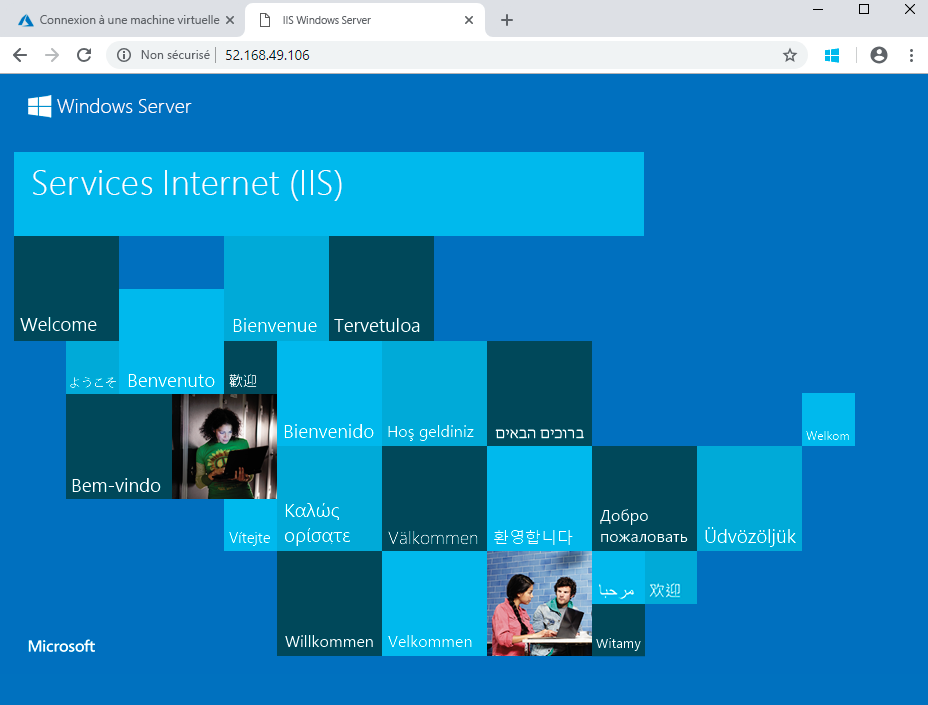 Connexion à une machine virtuelle
IIS Windows Server
Non sécurisé
52.168.49.106
Windows Server
Services Internet (IIS)
Welcome
Bienvenue
Tervetuloa
ようこそ
Benvenuto
歡迎
Bienvenido
Hoş geldiniz
ברוכים הבאים
Welkom
Bem-vindo
Vítejte
Καλώς
ορίσατε
Välkommen
환영합니다
Добро
пожаловать
Üdvözöljük
مرحبا
欢迎
Willkommen
Velkommen
Witamy
Microsoft